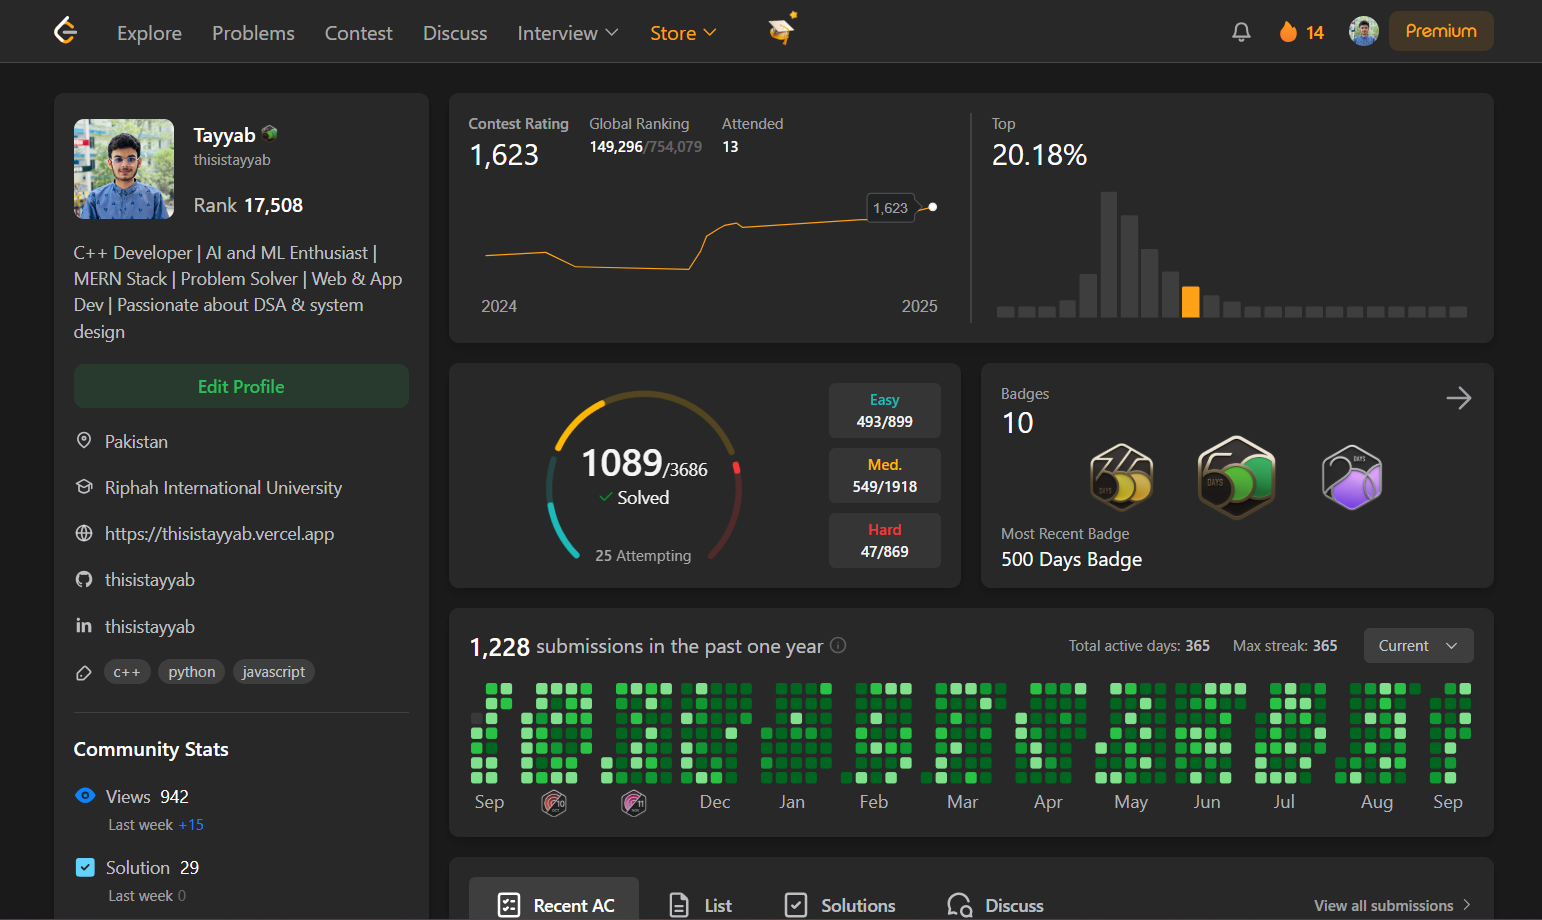 Explore Problems Contest Discuss Interview Store 14 Premium
Tayyab
thisistayyab
Rank 17,508
C++ Developer | AI and ML Enthusiast |
MERN Stack | Problem Solver | Web & App
Dev | Passionate about DSA & system
design
Edit Profile
Pakistan
Riphah International University
https://thisistayyab.vercel.app
thisistayyab
thisistayyab
c++ python javascript
Community Stats
Views 942
Last week +15
Solution 29
Last week 0
Contest Rating Global Ranking Attended
1,623 149,296/754,079 13
1,623
2024 2025
Top
20.18%
1089/3686
Solved
25 Attempting
Easy
493/899
Med.
549/1918
Hard
47/869
Badges
10
365 DAYS
500 DAYS
DAYS
Most Recent Badge
500 Days Badge
1,228 submissions in the past one year Total active days: 365 Max streak: 365 Current
Sep Dec Jan Feb Mar Apr May Jun Jul Aug Sep
Recent AC List Solutions Discuss View all submissions